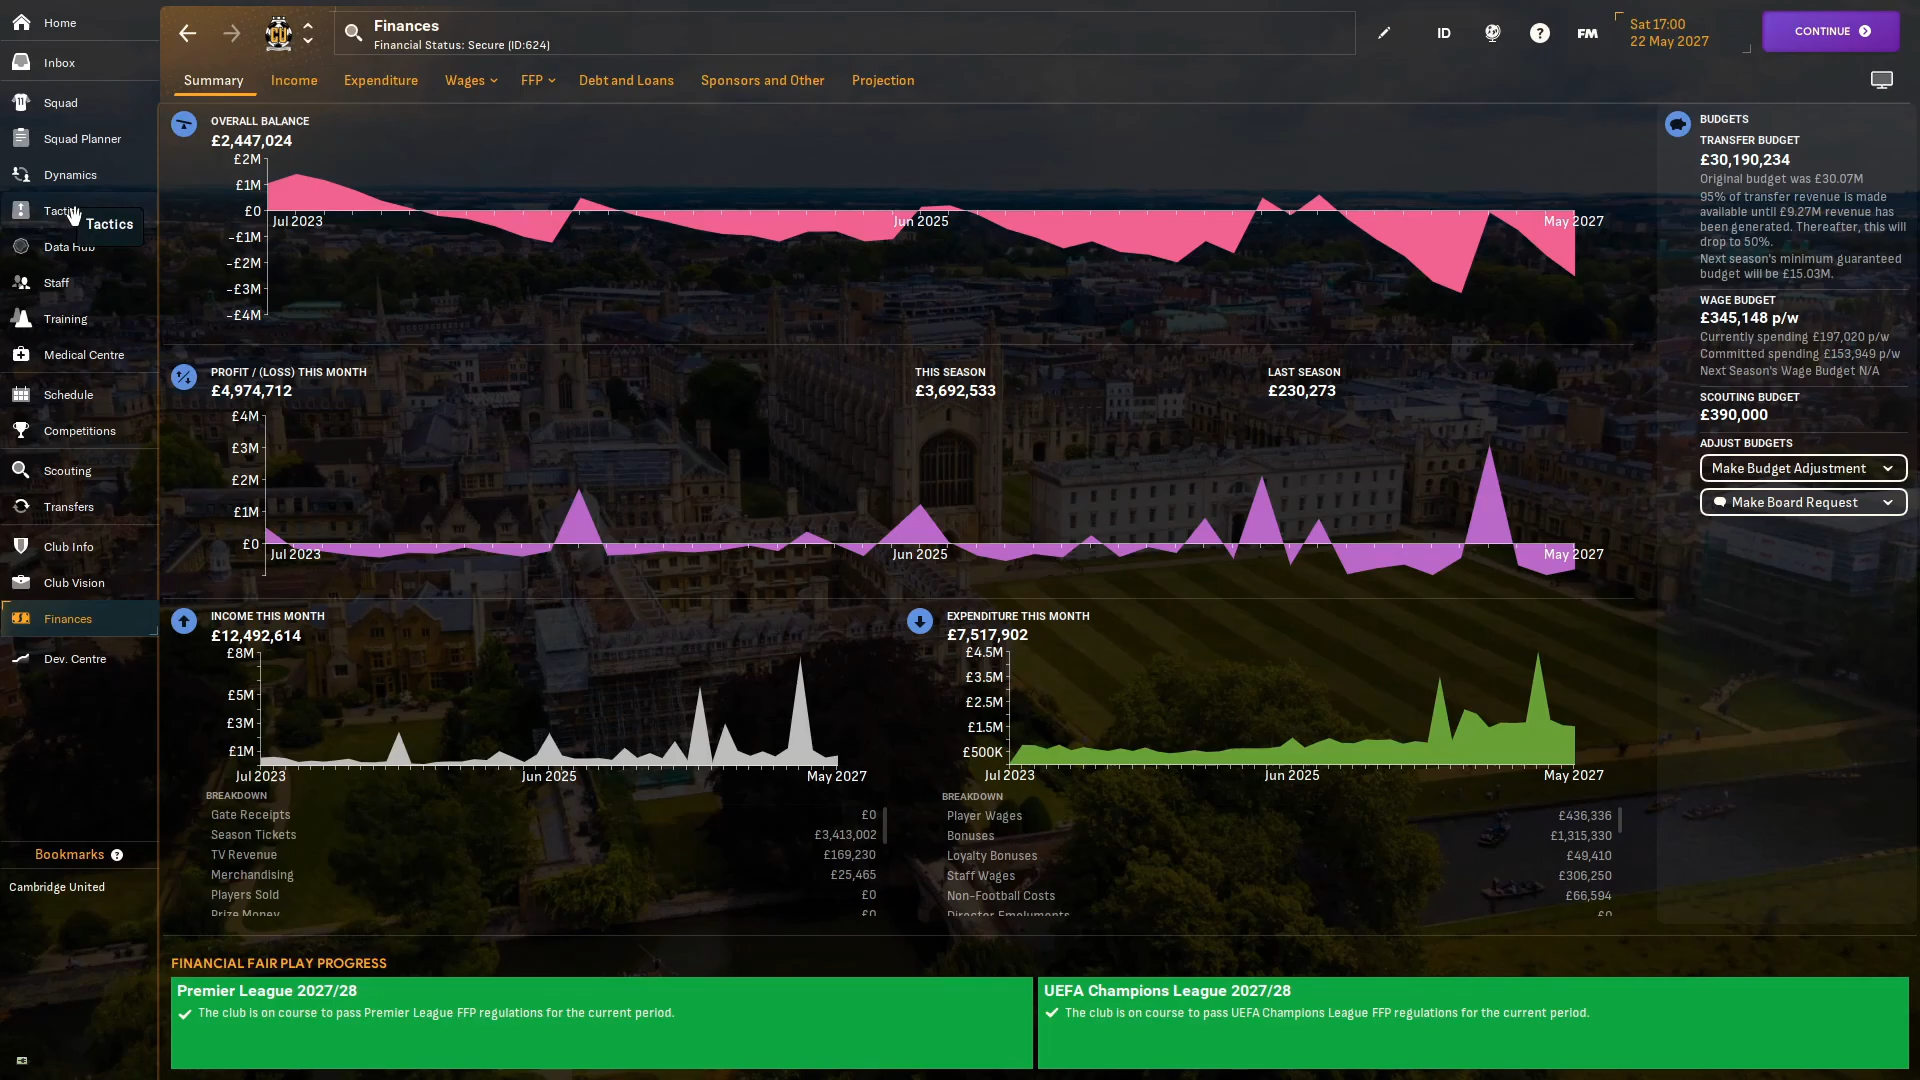 Home
Inbox
Squad
Squad Planner
Dynamics
Tactics
Data Hub
Staff
Training
Medical Centre
Schedule
Competitions
Scouting
Transfers
Club Info
Club Vision
Finances
Dev. Centre
Bookmarks ?
Cambridge United
CU
Finances
Financial Status: Secure (ID:624)
ID
?
FM
Sat 17:00
22 May 2027
CONTINUE
Summary
Income
Expenditure
Wages
FFP
Debt and Loans
Sponsors and Other
Projection
OVERALL BALANCE
£2,447,024
£2M
£1M
£0
-£1M
-£2M
-£3M
-£4M
Jul 2023
Jun 2025
May 2027
PROFIT / (LOSS) THIS MONTH
£4,974,712
THIS SEASON
£3,692,533
LAST SEASON
£230,273
£4M
£3M
£2M
£1M
£0
Jul 2023
Jun 2025
May 2027
INCOME THIS MONTH
£12,492,614
£8M
£5M
£3M
£1M
Jul 2023
Jun 2025
May 2027
BREAKDOWN
Gate Receipts £0
Season Tickets £3,413,002
TV Revenue £169,230
Merchandising £25,465
Players Sold £0
Prize Money £0
EXPENDITURE THIS MONTH
£7,517,902
£4.5M
£3.5M
£2.5M
£1.5M
£500K
Jul 2023
Jun 2025
May 2027
BREAKDOWN
Player Wages £436,336
Bonuses £1,315,330
Loyalty Bonuses £49,410
Staff Wages £306,250
Non-Football Costs £66,594
Director Emoluments £0
BUDGETS
TRANSFER BUDGET
£30,190,234
Original budget was £30.07M
95% of transfer revenue is made
available until £9.27M revenue has
been generated. Thereafter, this will
drop to 50%.
Next season's minimum guaranteed
budget will be £15.03M.
WAGE BUDGET
£345,148 p/w
Currently spending £197,020 p/w
Committed spending £153,949 p/w
Next Season's Wage Budget N/A
SCOUTING BUDGET
£390,000
ADJUST BUDGETS
Make Budget Adjustment
Make Board Request
FINANCIAL FAIR PLAY PROGRESS
Premier League 2027/28
The club is on course to pass Premier League FFP regulations for the current period.
UEFA Champions League 2027/28
The club is on course to pass UEFA Champions League FFP regulations for the current period.